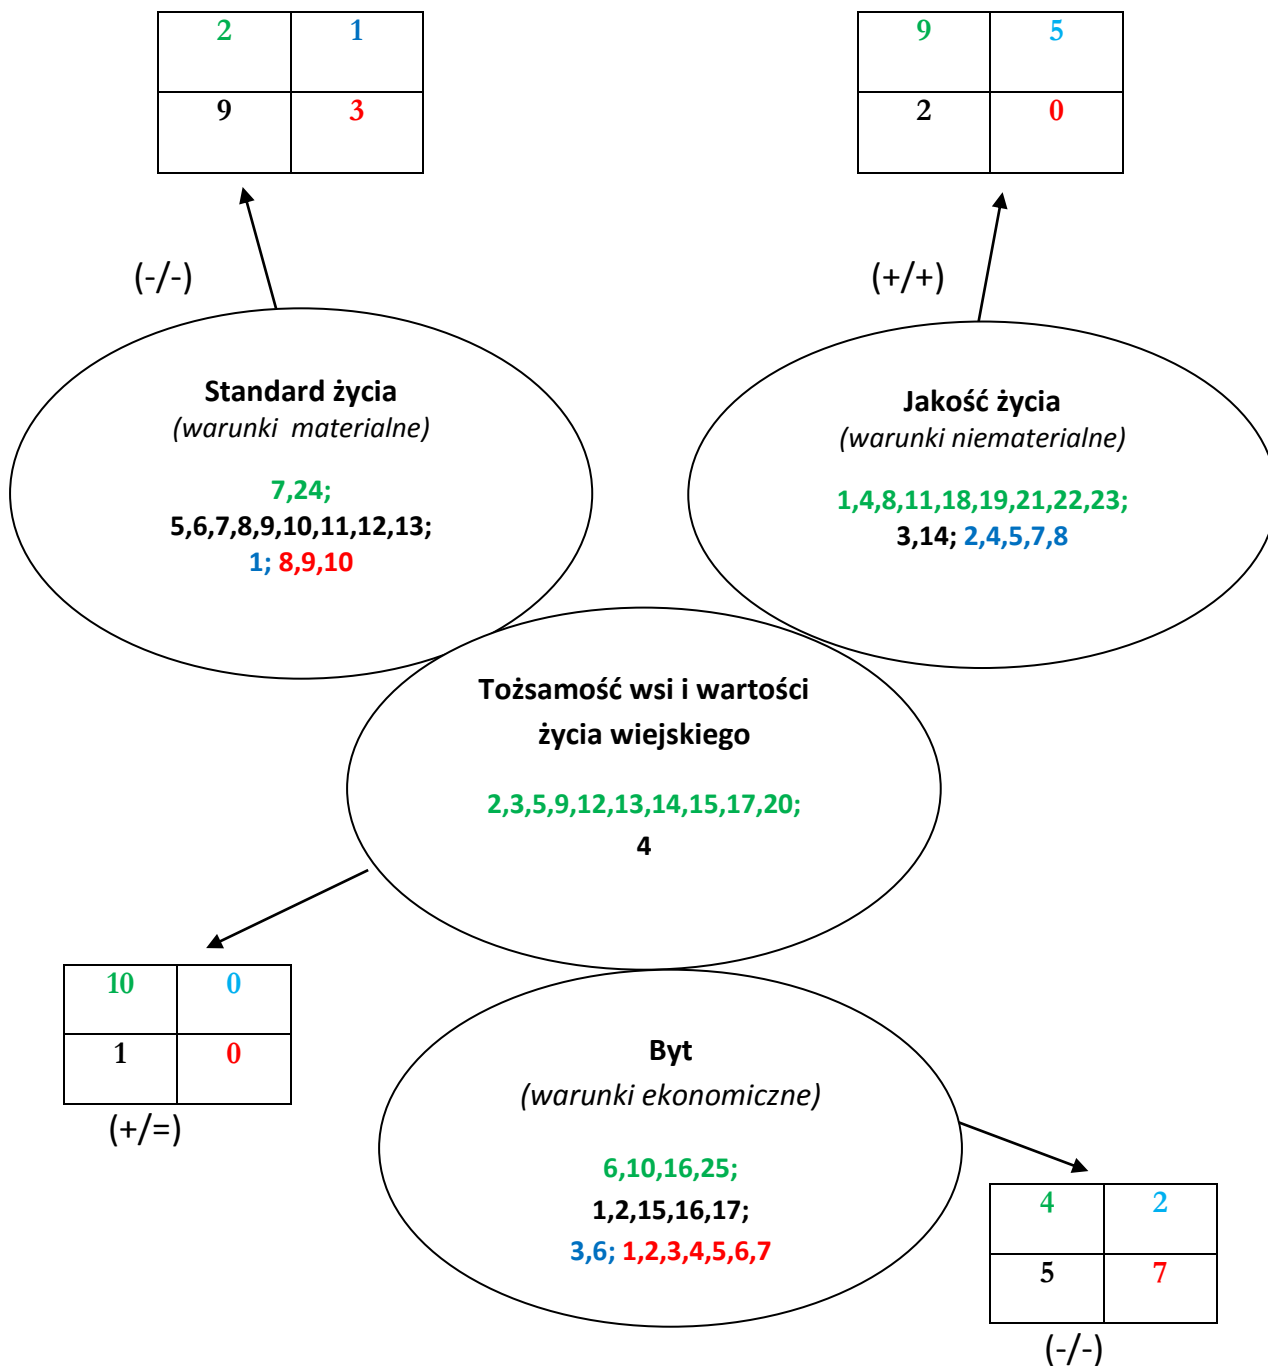 2 1
9 3
9 5
2 0
(-/-)
(+/+)
Standard życia
(warunki materialne)
7,24;
5,6,7,8,9,10,11,12,13;
1; 8,9,10
Jakość życia
(warunki niematerialne)
1,4,8,11,18,19,21,22,23;
3,14; 2,4,5,7,8
Tożsamość wsi i wartości
życia wiejskiego
2,3,5,9,12,13,14,15,17,20;
4
10 0
1 0
(+/=)
Byt
(warunki ekonomiczne)
6,10,16,25;
1,2,15,16,17;
3,6; 1,2,3,4,5,6,7
4 2
5 7
(-/-)